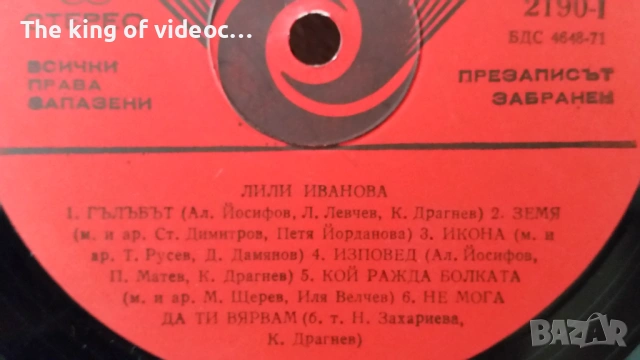 The king of videoc...
СТЕРЕО
2190-I
БДС 4648-71
ВСИЧКИ
ПРАВА
ЗАПАЗЕНИ
ПРЕЗАПИСЪТ
ЗАБРАНЕН
ЛИЛИ ИВАНОВА
1. ГЪЛЪБЪТ (Ал. Йосифов, Л. Левчев, К. Драгнев) 2. ЗЕМЯ
(м. и ар. Ст. Димитров, Петя Йорданова) 3. ИКОНА (м. и
ар. Т. Русев, Д. Дамянов) 4. ИЗПОВЕД (Ал. Йосифов,
П. Матев, К. Драгнев) 5. КОЙ РАЖДА БОЛКАТА
(м. и ар. М. Щерев, Иля Велчев) 6. НЕ МОГА
ДА ТИ ВЯРВАМ (б. т. Н. Захариева,
К. Драгнев)
BAZAR